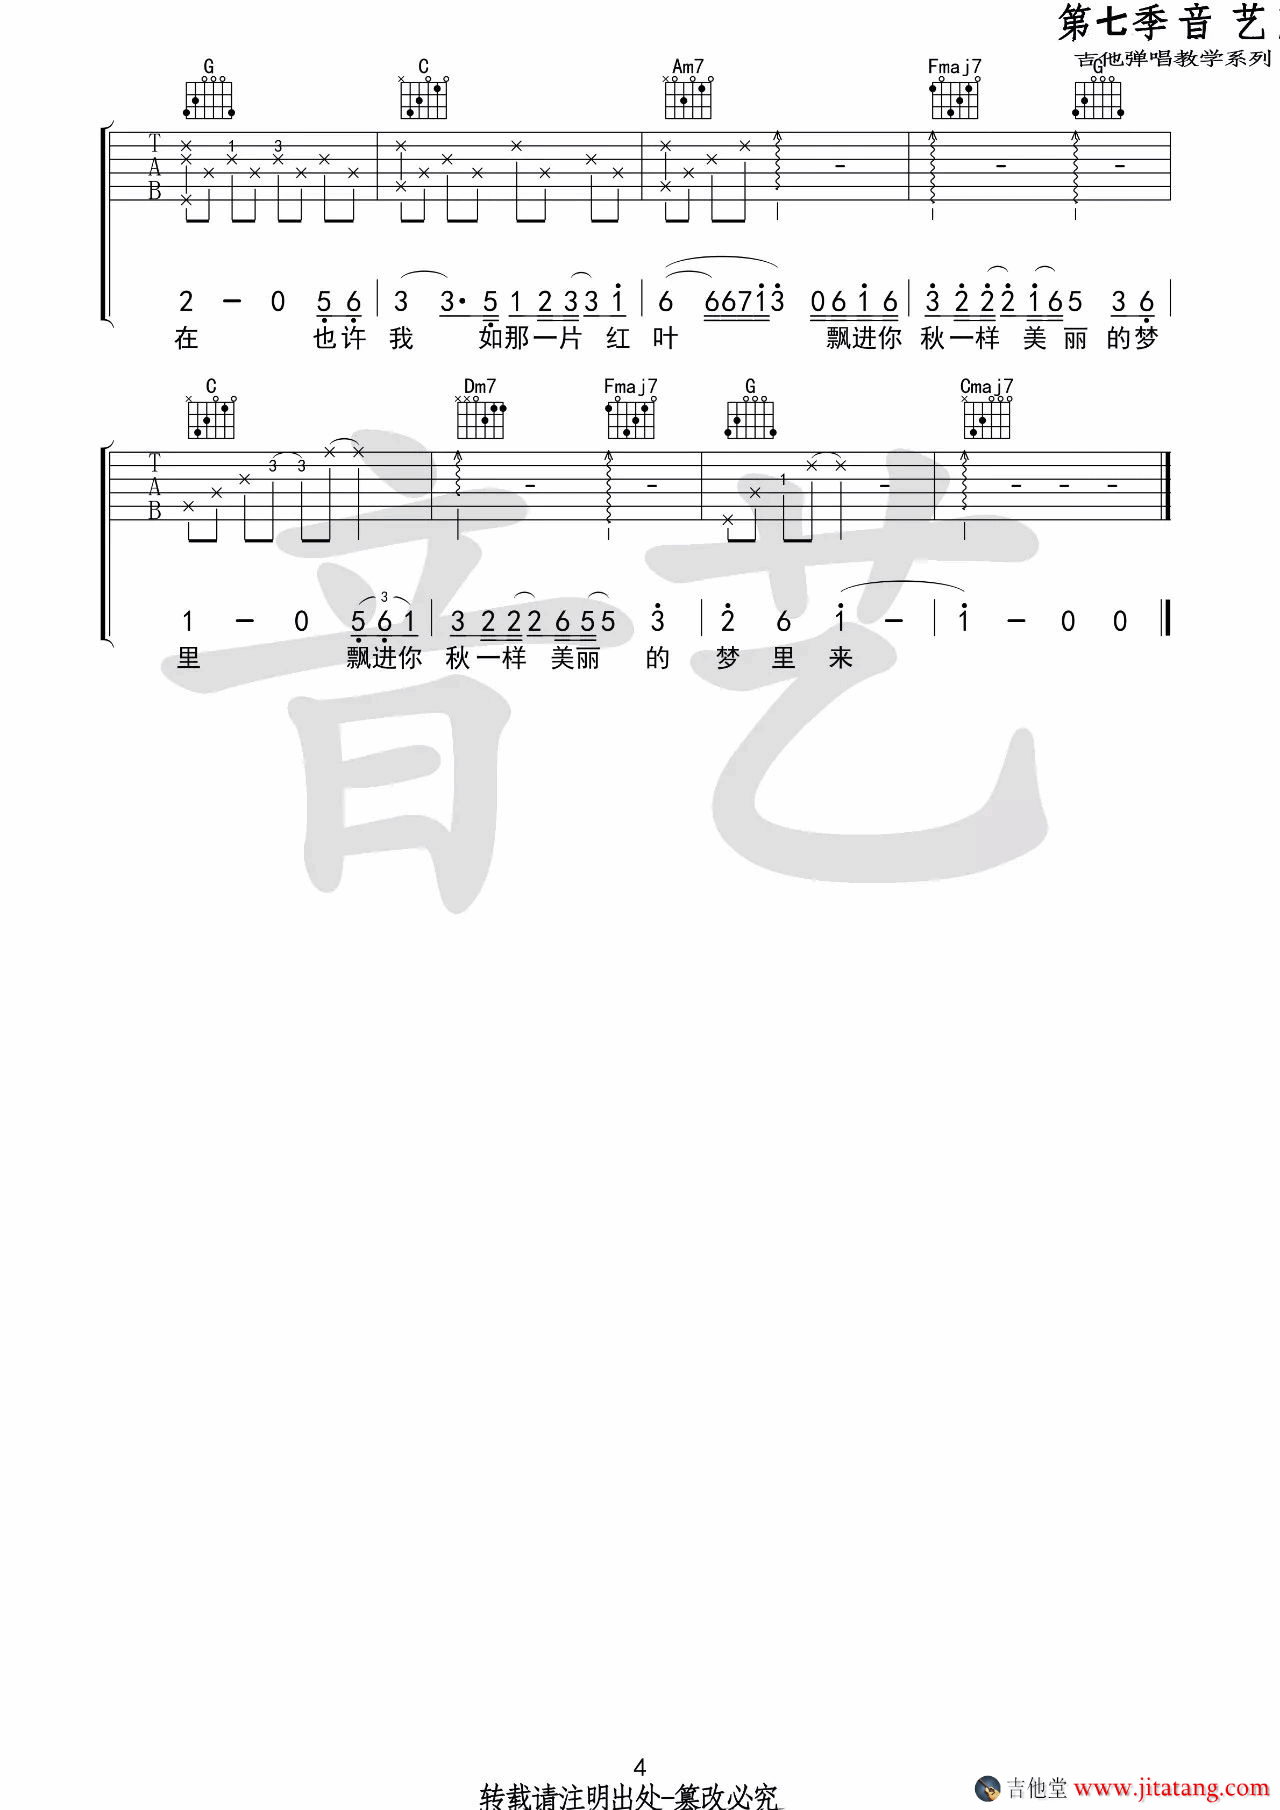 第七季音艺
吉他弹唱教学系列
G C Am7 Fmaj7 G
T 1 3
A - - -
B
2 - 0 5 6 3 3· 5 1 2 3 3 1 6 6 6 7 1 3 0 6 1 6 3 2 2 2 1 6 5 3 6
在 也许 我 如那一片 红 叶 飘进你 秋一样 美 丽 的梦
C Dm7 Fmaj7 G Cmaj7
T
A 3 3 - - 1 - - - -
B
3
1 - 0 5 6 1 3 2 2 2 6 5 5 3 2 6 1 - 1 - 0 0
里 飘进你 秋一样 美丽 的 梦 里 来
音艺
4
转载请注明出处-篡改必究
吉他堂 www.jitatang.com